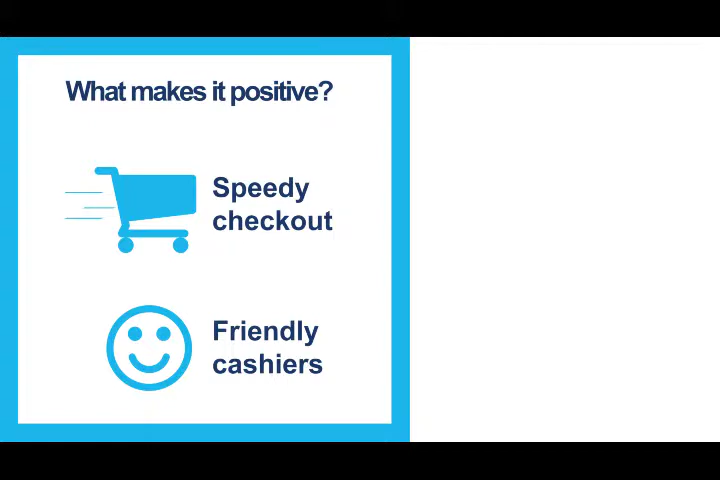 What makes it positive?
Speedy
checkout
Friendly
cashiers